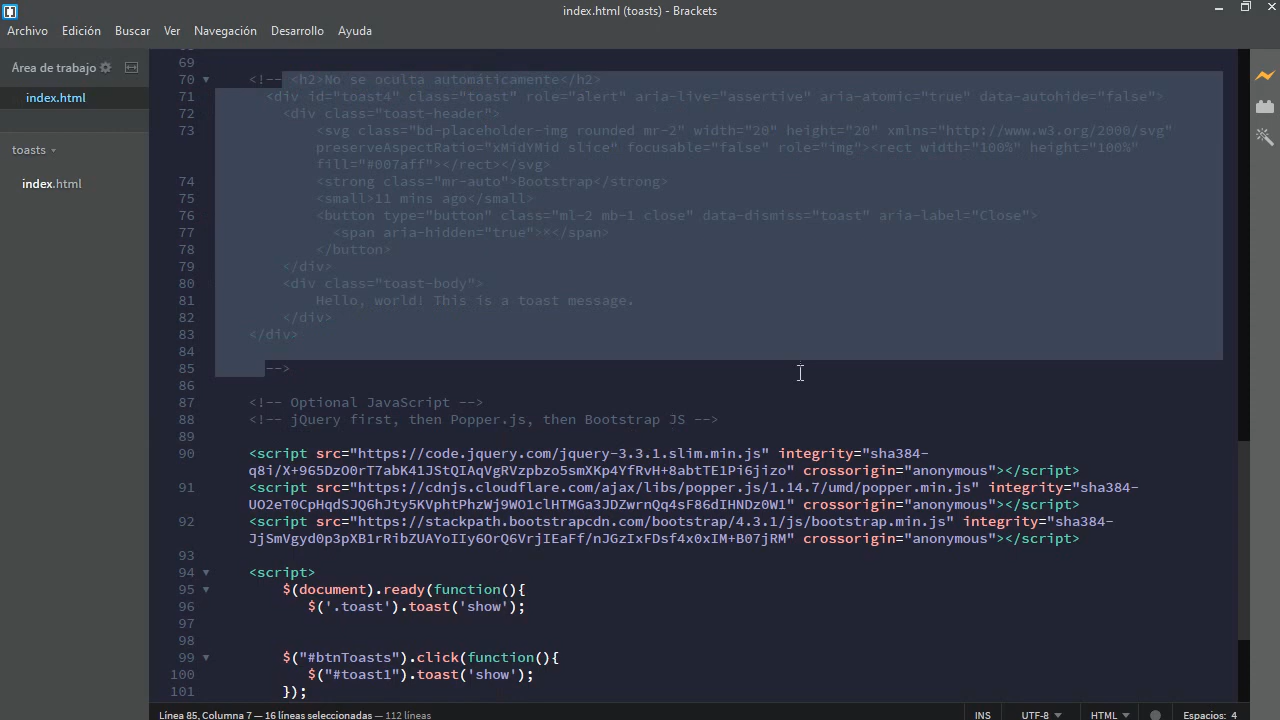 index.html (toasts) - Brackets
Archivo Edición Buscar Ver Navegación Desarrollo Ayuda
Área de trabajo
index.html
toasts
index.html
69
70 <!-- <h2>No se oculta automáticamente</h2>
71 <div id="toast4" class="toast" role="alert" aria-live="assertive" aria-atomic="true" data-autohide="false">
72 <div class="toast-header">
73 <svg class="bd-placeholder-img rounded mr-2" width="20" height="20" xmlns="http://www.w3.org/2000/svg"
preserveAspectRatio="xMidYMid slice" focusable="false" role="img"><rect width="100%" height="100%"
fill="#007aff"></rect></svg>
74 <strong class="mr-auto">Bootstrap</strong>
75 <small>11 mins ago</small>
76 <button type="button" class="ml-2 mb-1 close" data-dismiss="toast" aria-label="Close">
77 <span aria-hidden="true">×</span>
78 </button>
79 </div>
80 <div class="toast-body">
81 Hello, world! This is a toast message.
82 </div>
83 </div>
84
85 -->
86
87 <!-- Optional JavaScript -->
88 <!-- jQuery first, then Popper.js, then Bootstrap JS -->
89
90 <script src="https://code.jquery.com/jquery-3.3.1.slim.min.js" integrity="sha384-
q8i/X+965DzO0rT7abK41JStQIAqVgRVzpbzo5smXKp4YfRvH+8abtTE1Pi6jizo" crossorigin="anonymous"></script>
91 <script src="https://cdnjs.cloudflare.com/ajax/libs/popper.js/1.14.7/umd/popper.min.js" integrity="sha384-
UO2eT0CpHqdSJQ6hJty5KVphtPhzWj9WO1clHTMGa3JDZwrnQq4sF86dIHNDz0W1" crossorigin="anonymous"></script>
92 <script src="https://stackpath.bootstrapcdn.com/bootstrap/4.3.1/js/bootstrap.min.js" integrity="sha384-
JjSmVgyd0p3pXB1rRibZUAYoIIy6OrQ6VrjIEaFf/nJGzIxFDsf4x0xIM+B07jRM" crossorigin="anonymous"></script>
93
94 <script>
95 $(document).ready(function(){
96 $('.toast').toast('show');
97
98
99 $("#btnToasts").click(function(){
100 $("#toast1").toast('show');
101 });
Línea 85, Columna 7 — 16 líneas seleccionadas — 112 líneas INS UTF-8 HTML Espacios: 4